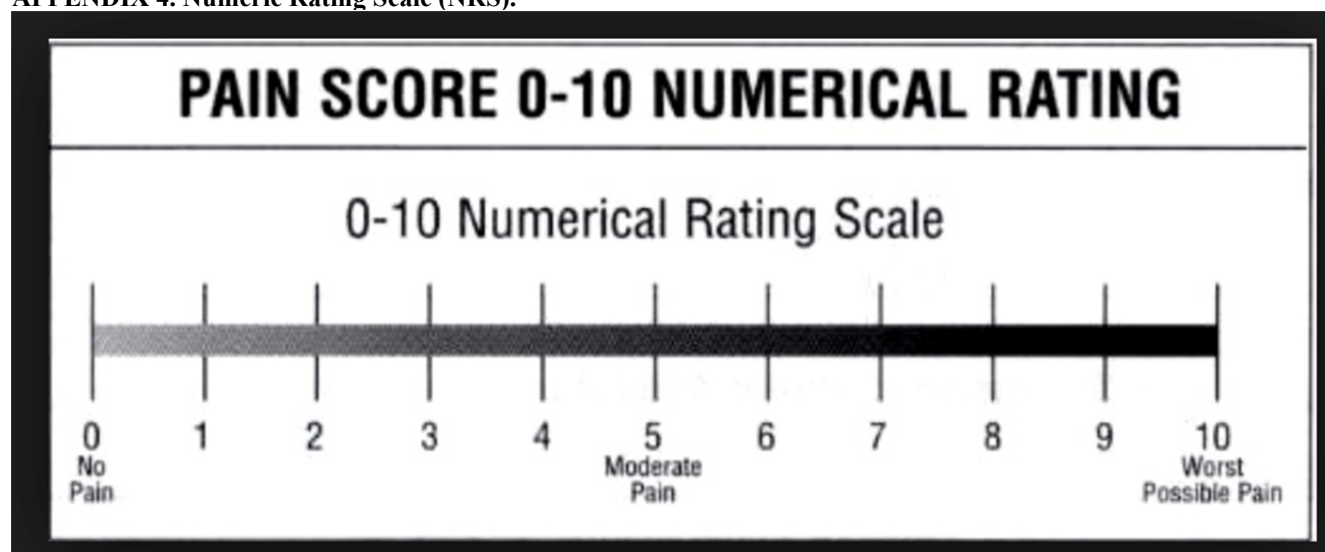 APPENDIX 4. Numeric Rating Scale (NRS).
PAIN SCORE 0-10 NUMERICAL RATING
0-10 Numerical Rating Scale
0 1 2 3 4 5 6 7 8 9 10
No Moderate Worst
Pain Pain Possible Pain